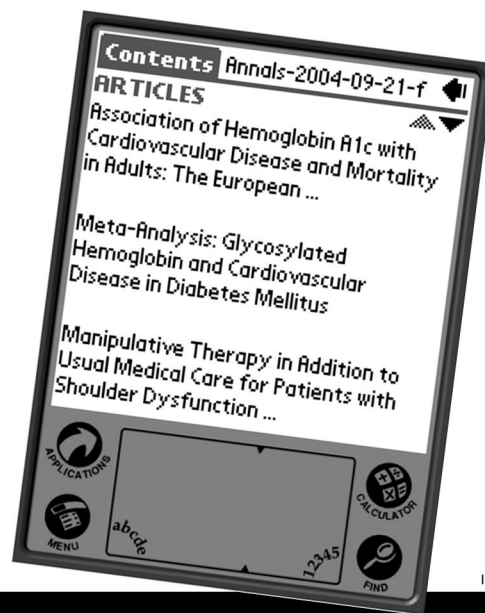 Contents Annals-2004-09-21-f
ARTICLES
Association of Hemoglobin A1c with
Cardiovascular Disease and Mortality
in Adults: The European ...
Meta-Analysis: Glycosylated
Hemoglobin and Cardiovascular
Disease in Diabetes Mellitus
Manipulative Therapy in Addition to
Usual Medical Care for Patients with
Shoulder Dysfunction ...
APPLICATIONS
CALCULATOR
MENU
abcde
12345
FIND